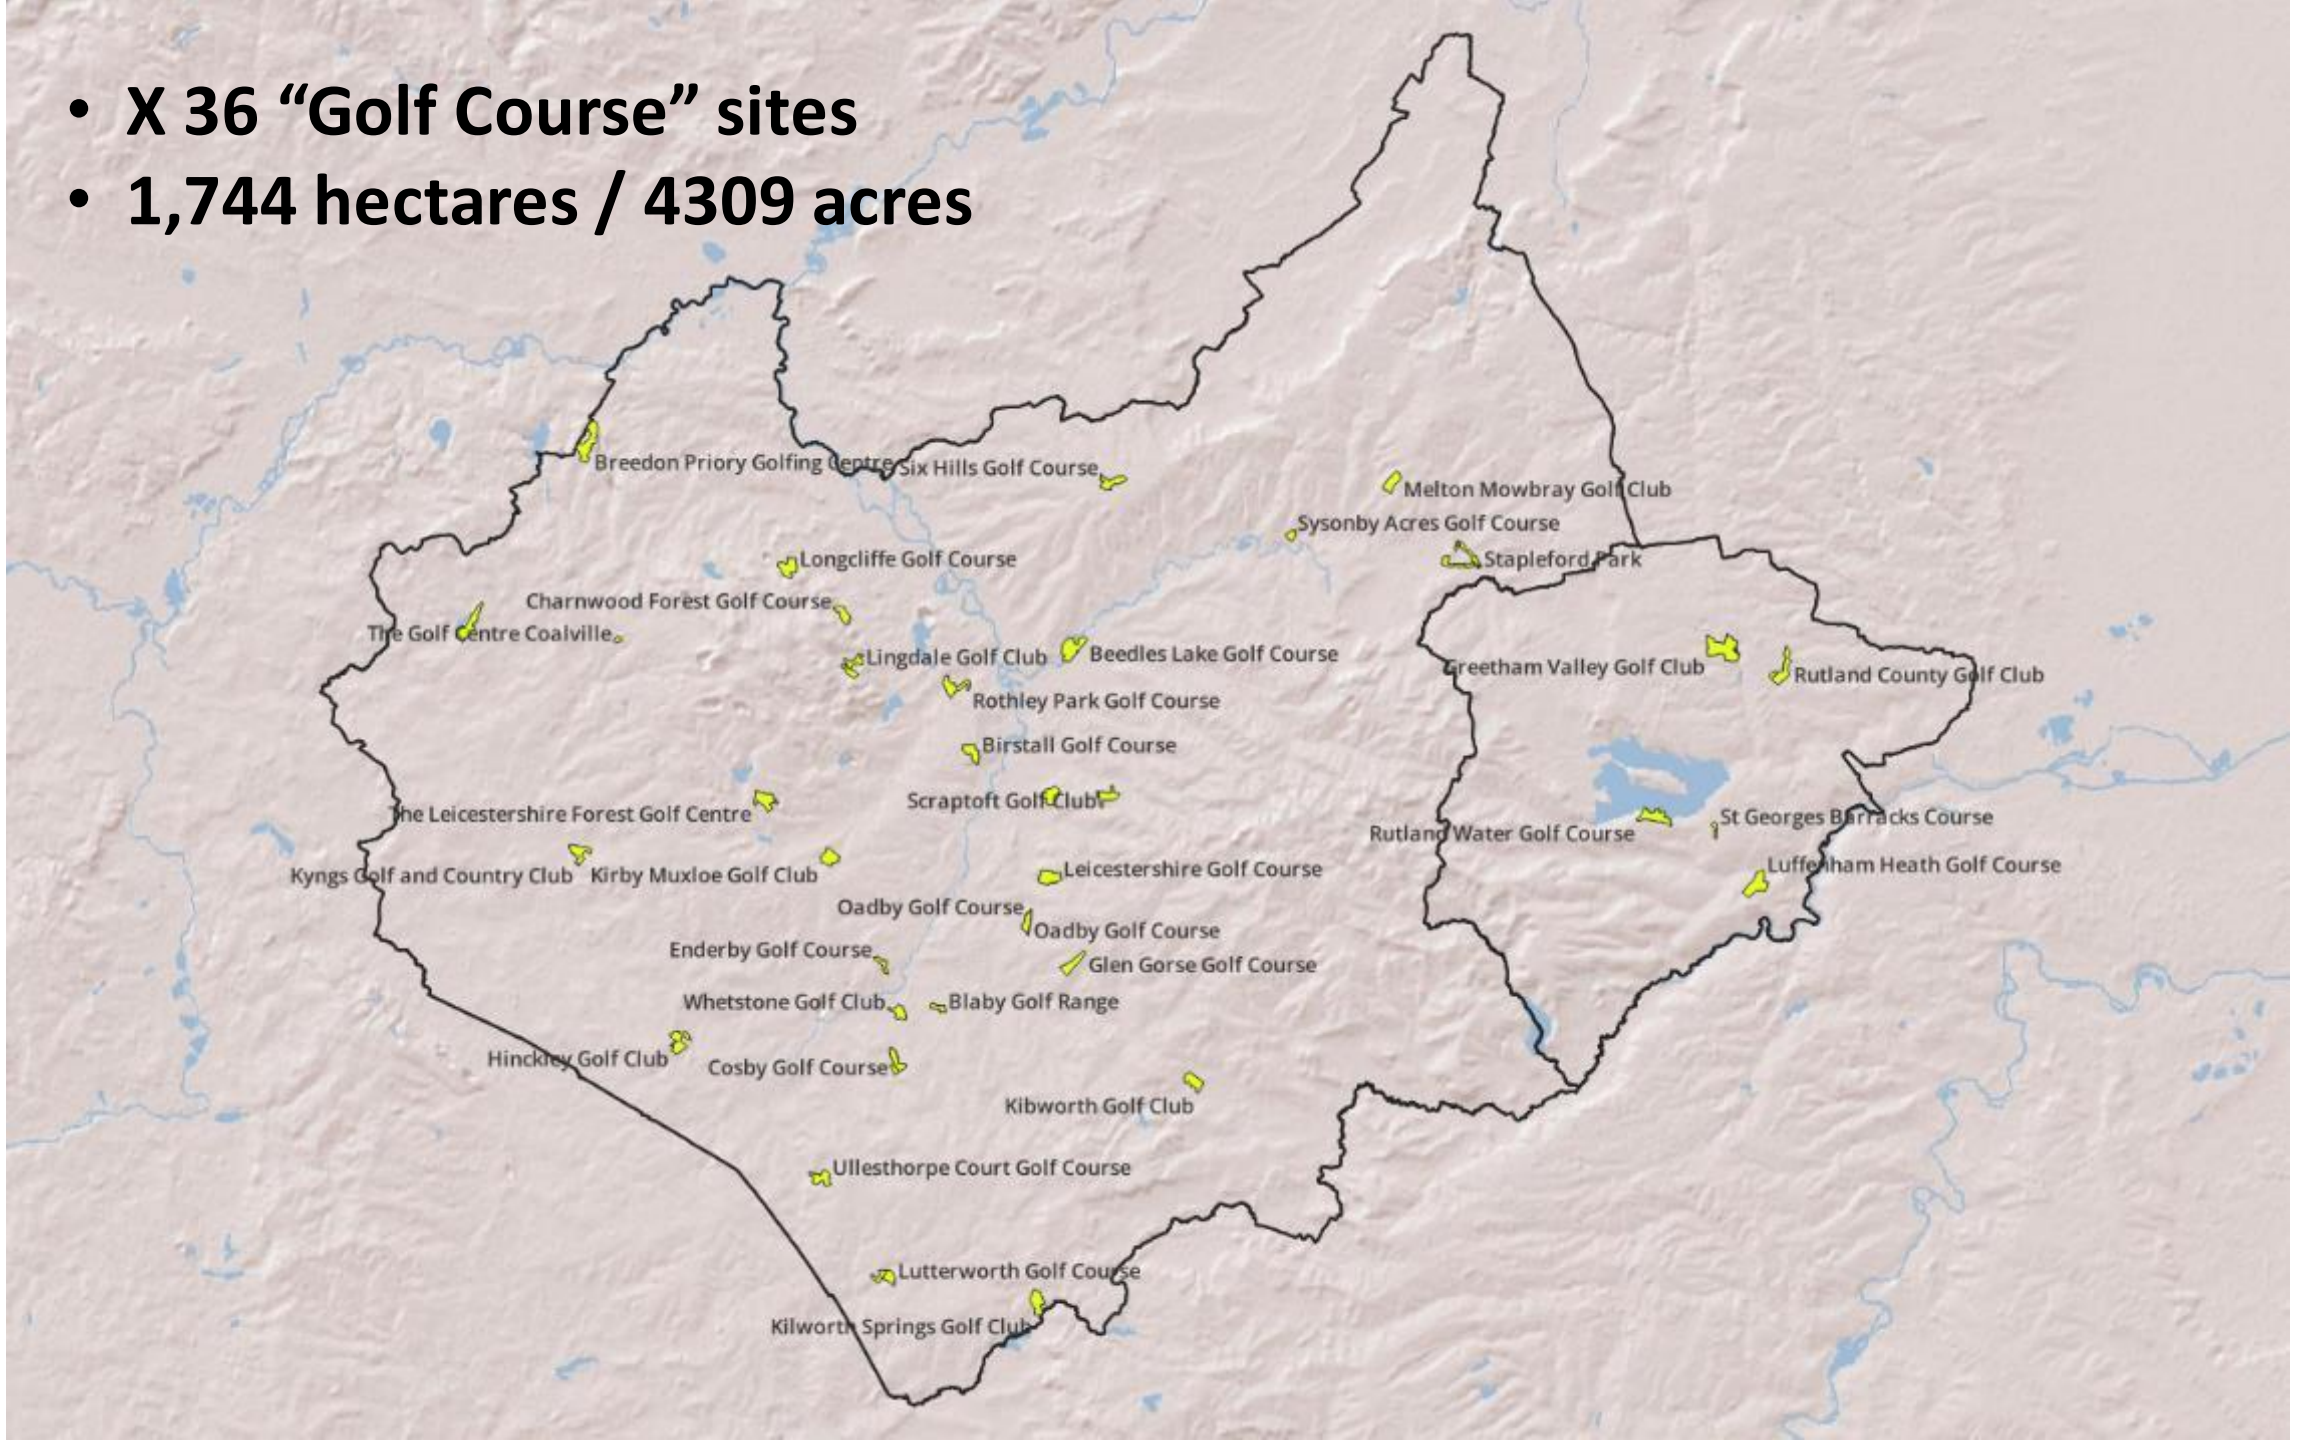 • X 36 “Golf Course” sites
• 1,744 hectares / 4309 acres
Breedon Priory Golfing Centre
Six Hills Golf Course
Melton Mowbray Golf Club
Sysonby Acres Golf Course
Stapleford Park
Longcliffe Golf Course
Charnwood Forest Golf Course
The Golf Centre Coalville
Lingdale Golf Club
Beedles Lake Golf Course
Greetham Valley Golf Club
Rutland County Golf Club
Rothley Park Golf Course
Birstall Golf Course
Scraptoft Golf Club
The Leicestershire Forest Golf Centre
Rutland Water Golf Course
St Georges Barracks Course
Kyngs Golf and Country Club
Kirby Muxloe Golf Club
Leicestershire Golf Course
Luffenham Heath Golf Course
Oadby Golf Course
Oadby Golf Course
Enderby Golf Course
Glen Gorse Golf Course
Whetstone Golf Club
Blaby Golf Range
Hinckley Golf Club
Cosby Golf Course
Kibworth Golf Club
Ullesthorpe Court Golf Course
Lutterworth Golf Course
Kilworth Springs Golf Club